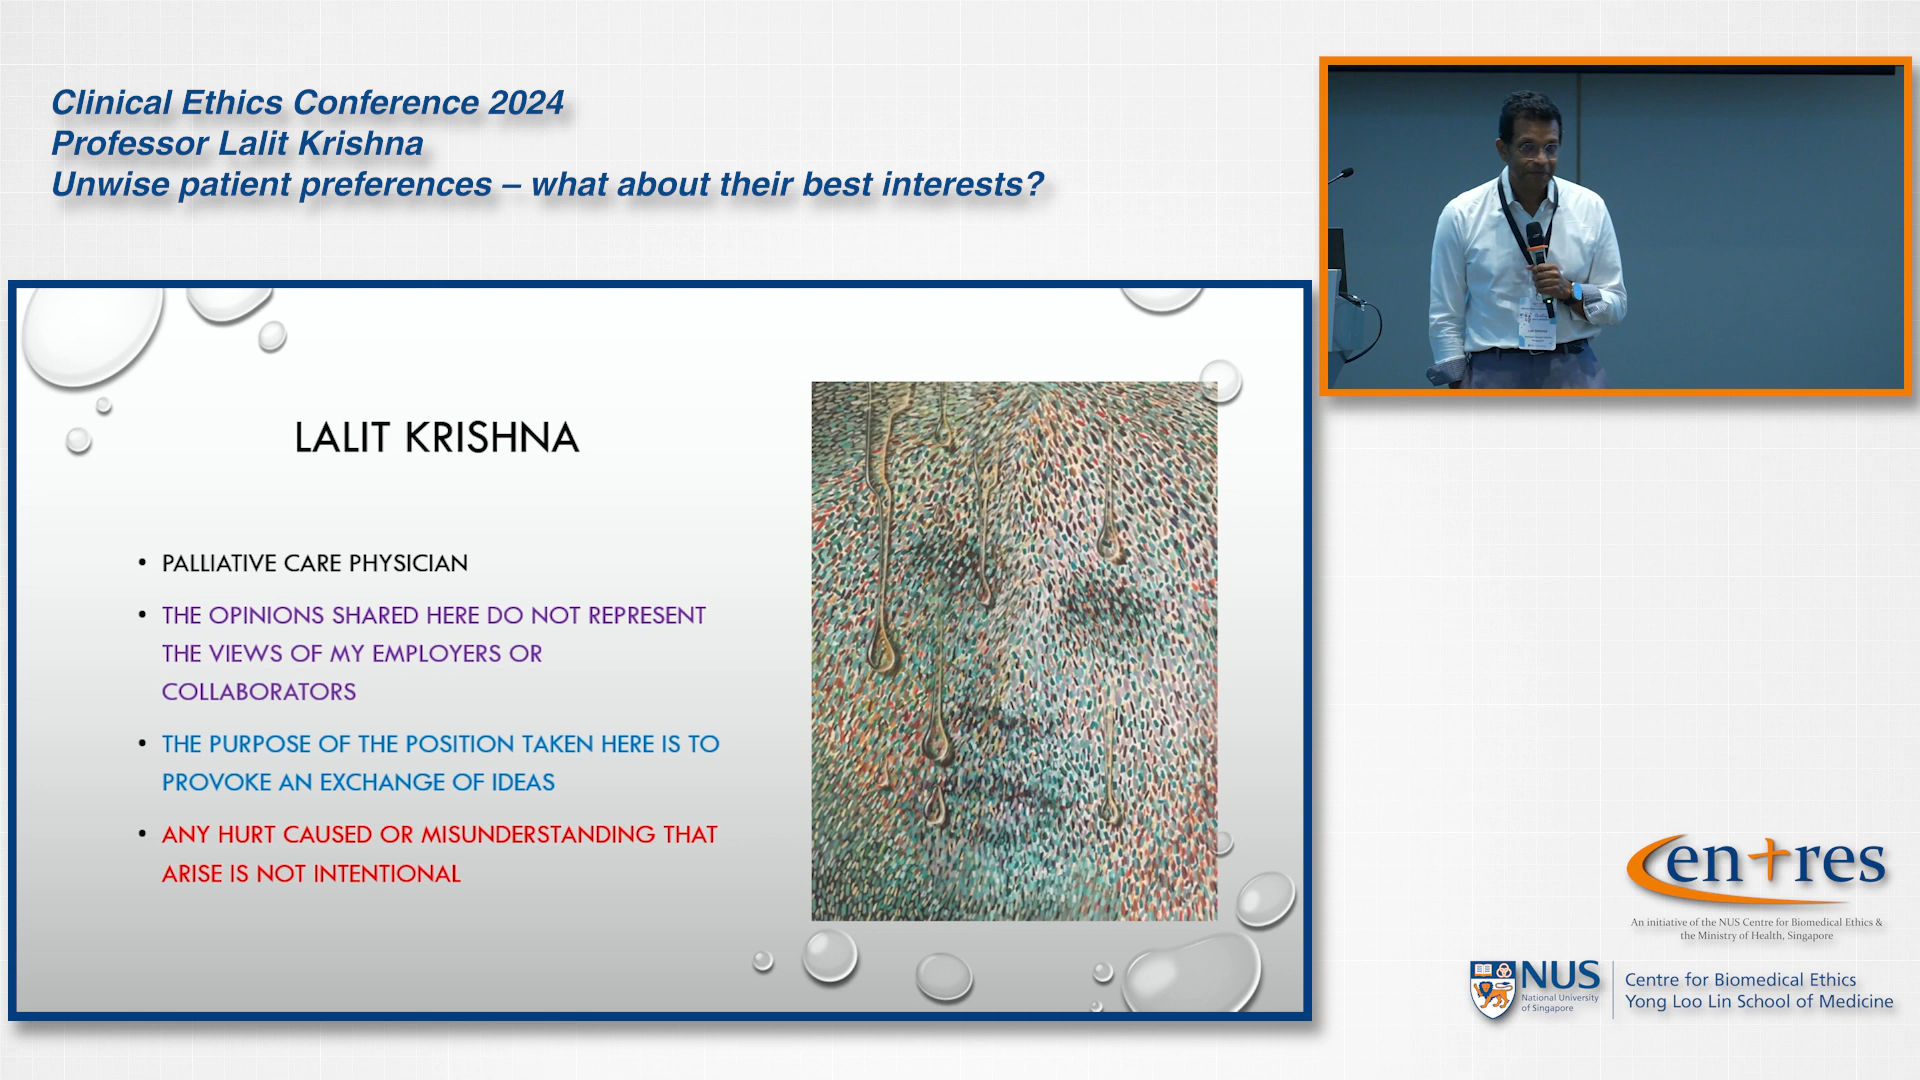 Clinical Ethics Conference 2024
Professor Lalit Krishna
Unwise patient preferences – what about their best interests?
LALIT KRISHNA
• PALLIATIVE CARE PHYSICIAN
• THE OPINIONS SHARED HERE DO NOT REPRESENT
THE VIEWS OF MY EMPLOYERS OR
COLLABORATORS
• THE PURPOSE OF THE POSITION TAKEN HERE IS TO
PROVOKE AN EXCHANGE OF IDEAS
• ANY HURT CAUSED OR MISUNDERSTANDING THAT
ARISE IS NOT INTENTIONAL
Centres
An initiative of the NUS Centre for Biomedical Ethics &
the Ministry of Health, Singapore
NUS
National University
of Singapore
Centre for Biomedical Ethics
Yong Loo Lin School of Medicine